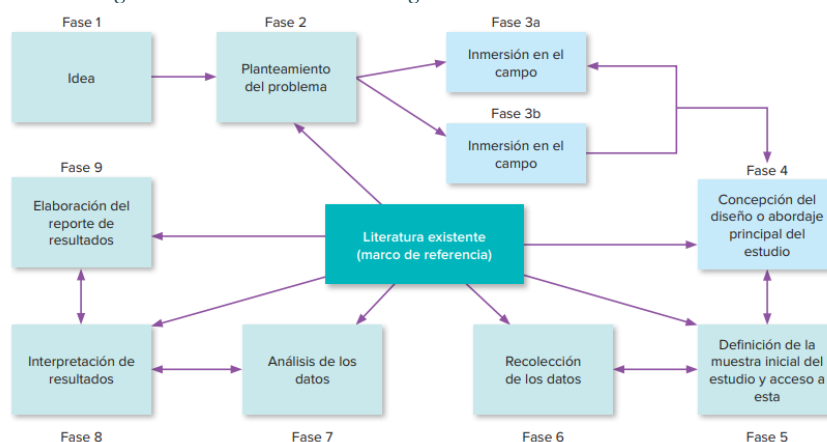 Fase 1
Idea
Fase 2
Planteamiento
del problema
Fase 3a
Inmersión en el
campo
Fase 3b
Inmersión en el
campo
Fase 4
Concepción del
diseño o abordaje
principal del
estudio
Literatura existente
(marco de referencia)
Fase 9
Elaboración del
reporte de
resultados
Interpretación de
resultados
Fase 8
Análisis de los
datos
Fase 7
Recolección
de los datos
Fase 6
Definición de la
muestra inicial del
estudio y acceso a
esta
Fase 5